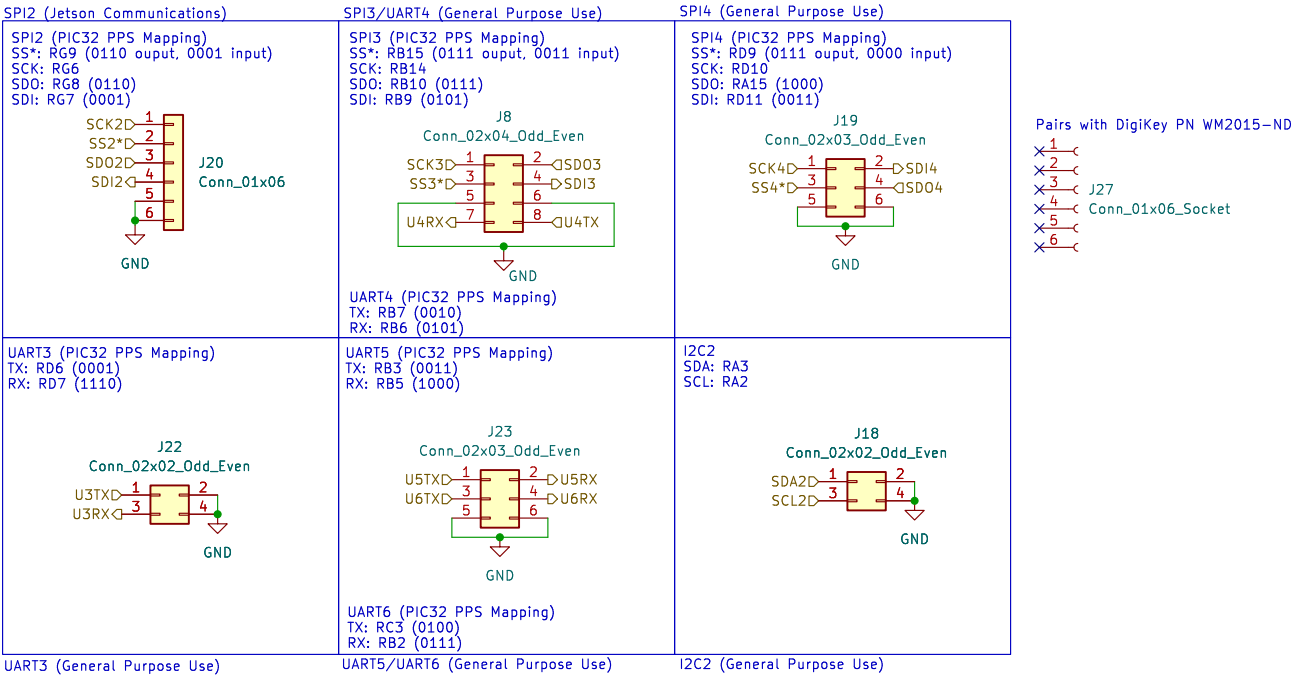 SPI2 (Jetson Communications)
SPI2 (PIC32 PPS Mapping)
SS*: RG9 (0110 ouput, 0001 input)
SCK: RG6
SDO: RG8 (0110)
SDI: RG7 (0001)
SCK2 1
SS2* 2
SDO2 3
SDI2 4
5
6
J20
Conn_01x06
GND
SPI3/UART4 (General Purpose Use)
SPI3 (PIC32 PPS Mapping)
SS*: RB15 (0111 ouput, 0011 input)
SCK: RB14
SDO: RB10 (0111)
SDI: RB9 (0101)
J8
Conn_02x04_Odd_Even
SCK3 1 2 SDO3
SS3* 3 4 SDI3
5 6
U4RX 7 8 U4TX
GND
UART4 (PIC32 PPS Mapping)
TX: RB7 (0010)
RX: RB6 (0101)
SPI4 (General Purpose Use)
SPI4 (PIC32 PPS Mapping)
SS*: RD9 (0111 ouput, 0000 input)
SCK: RD10
SDO: RA15 (1000)
SDI: RD11 (0011)
J19
Conn_02x03_Odd_Even
SCK4 1 2 SDI4
SS4* 3 4 SDO4
5 6
GND
Pairs with DigiKey PN WM2015-ND
1
2
3
4
5
6
J27
Conn_01x06_Socket
UART3 (PIC32 PPS Mapping)
TX: RD6 (0001)
RX: RD7 (1110)
J22
Conn_02x02_Odd_Even
U3TX 1 2
U3RX 3 4
GND
UART3 (General Purpose Use)
UART5 (PIC32 PPS Mapping)
TX: RB3 (0011)
RX: RB5 (1000)
J23
Conn_02x03_Odd_Even
U5TX 1 2 U5RX
U6TX 3 4 U6RX
5 6
GND
UART6 (PIC32 PPS Mapping)
TX: RC3 (0100)
RX: RB2 (0111)
UART5/UART6 (General Purpose Use)
I2C2
SDA: RA3
SCL: RA2
J18
Conn_02x02_Odd_Even
SDA2 1 2
SCL2 3 4
GND
I2C2 (General Purpose Use)